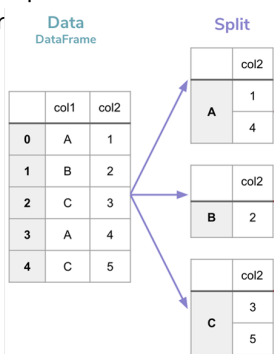 Data
DataFrame
col1 col2
0 A 1
1 B 2
2 C 3
3 A 4
4 C 5
Split
col2
A 1
4
col2
B 2
col2
C 3
5